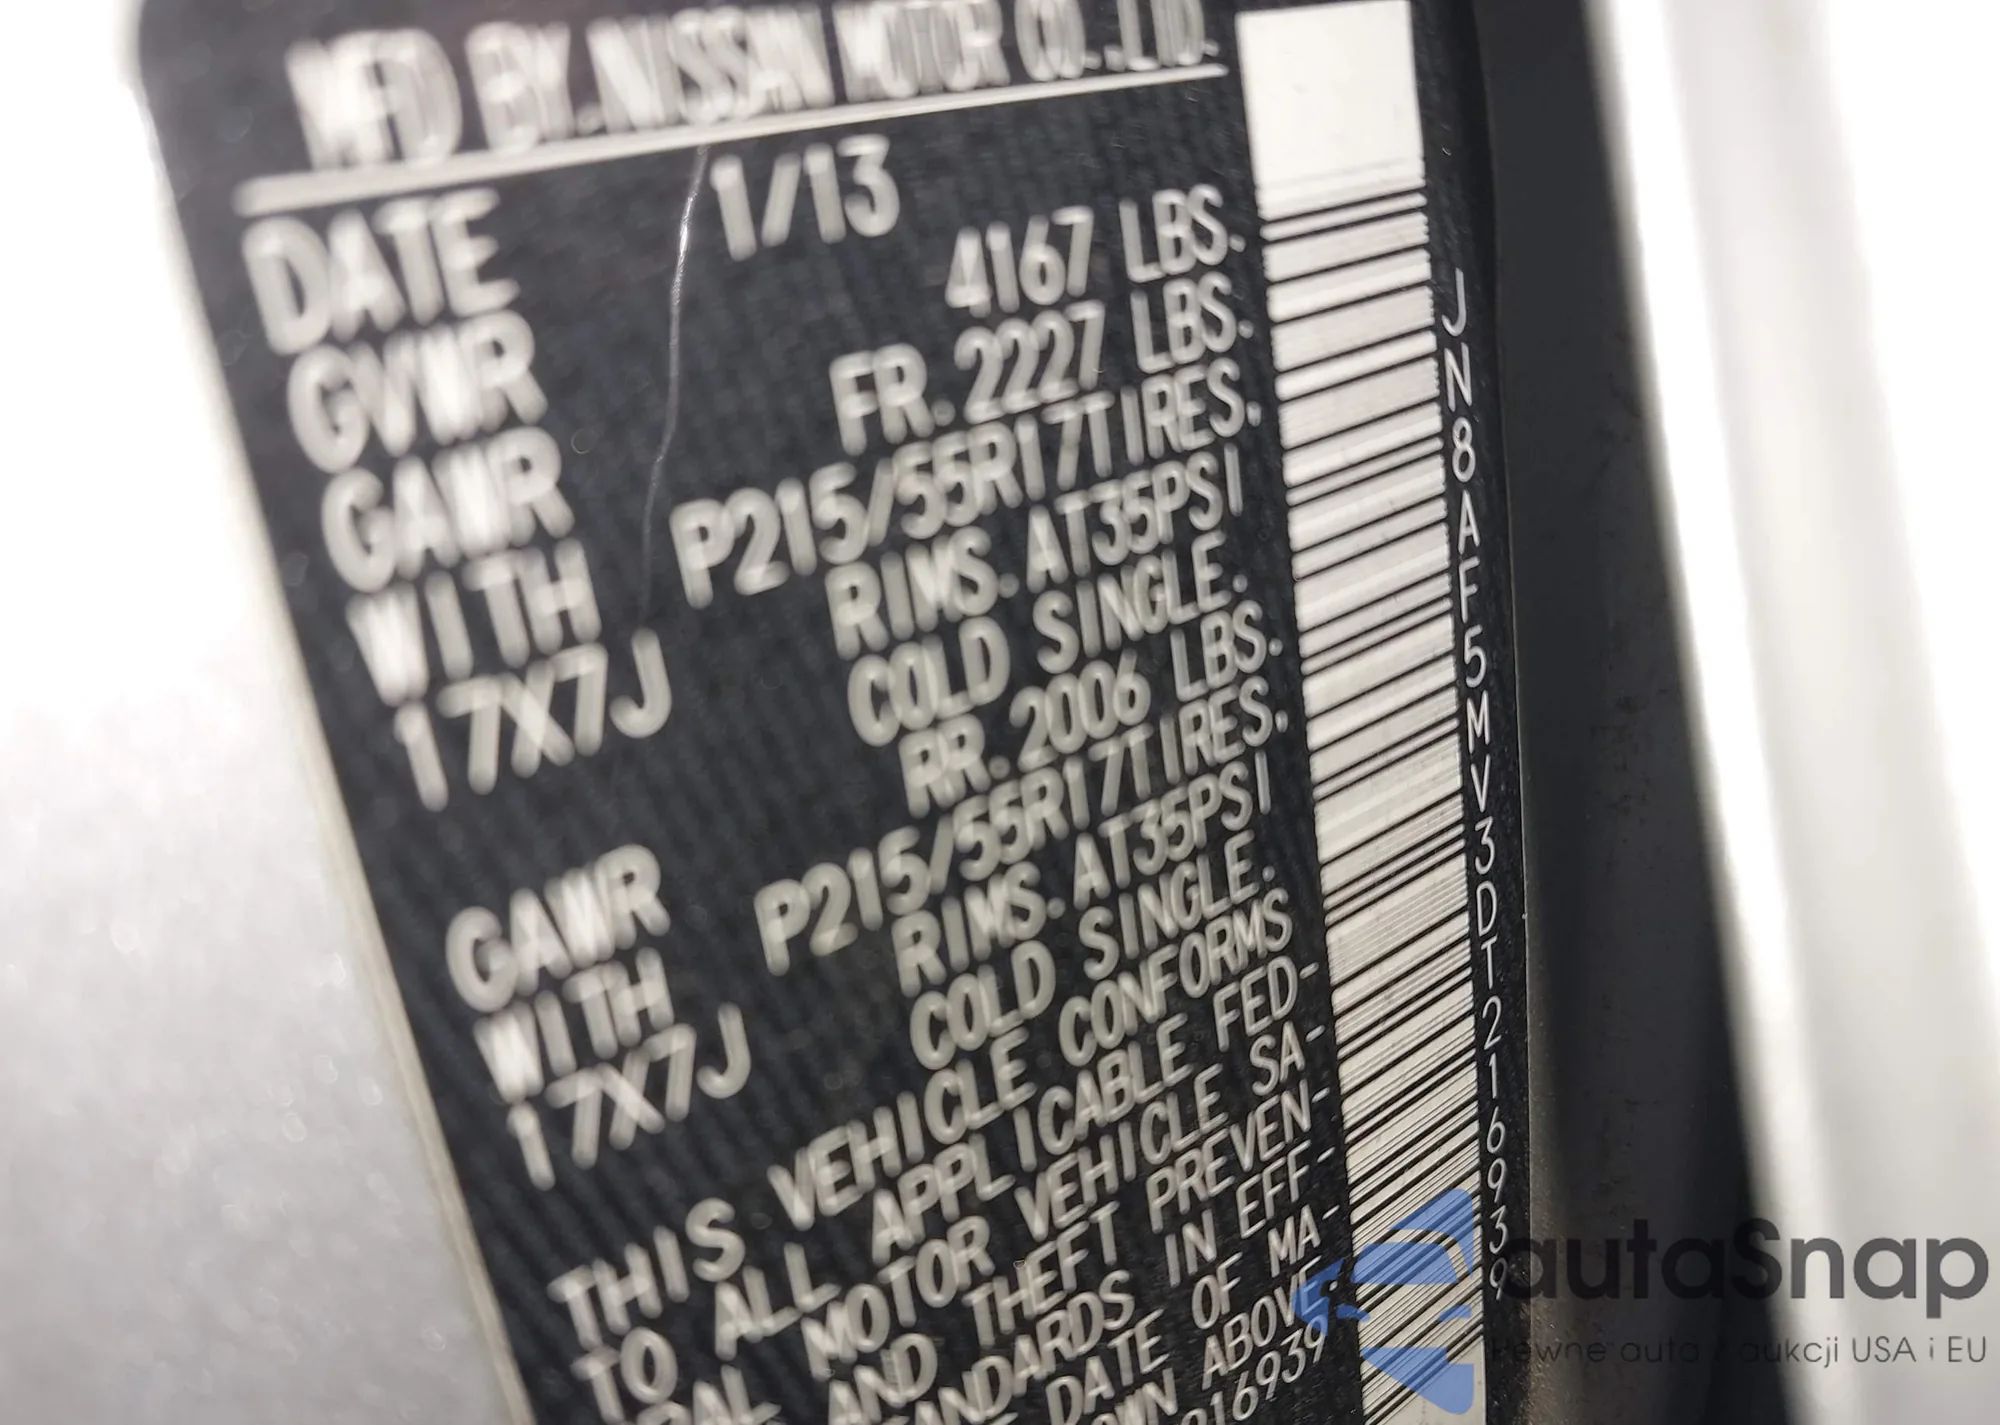 MFD BY.NISSAN MOTOR CO.,LTD.
DATE 1/13
GVWR 4167 LBS.
GAWR FR.2227 LBS.
WITH P215/55R17TIRES.
17X7J RIMS.AT35PSI
COLD SINGLE.
GAWR RR.2006 LBS.
WITH P215/55R17TIRES.
17X7J RIMS.AT35PSI
COLD SINGLE.
THIS VEHICLE CONFORMS
TO ALL APPLICABLE FED-
MOTOR VEHICLE SA-
AND THEFT PREVEN-
IN EFF-
DATE OF MA-
ABOVE.
JN8AF5MV3DT216939
autaSnap
aukcji USA i EU